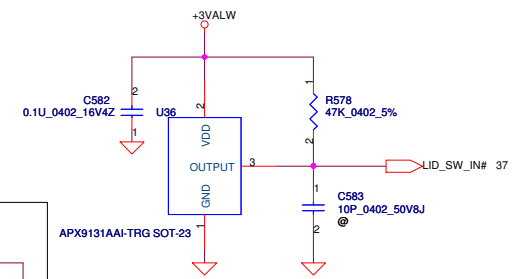 +3VALW
C582
0.1U_0402_16V4Z
2
1
U36
2
VDD
OUTPUT
3
GND
1
APX9131AAI-TRG SOT-23
1
R578
47K_0402_5%
2
LID_SW_IN# 37
1
C583
10P_0402_50V8J
@
2